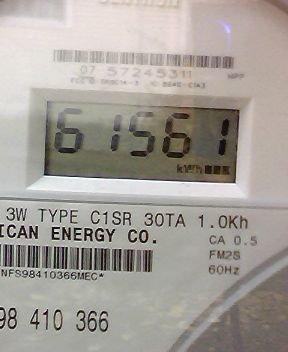 07 57245311 NPP
61561
kWh
3W TYPE C1SR 30TA 1.0Kh
ICAN ENERGY CO.
CA 0.5
FM2S
NFS98410366MEC*
60Hz
98 410 366